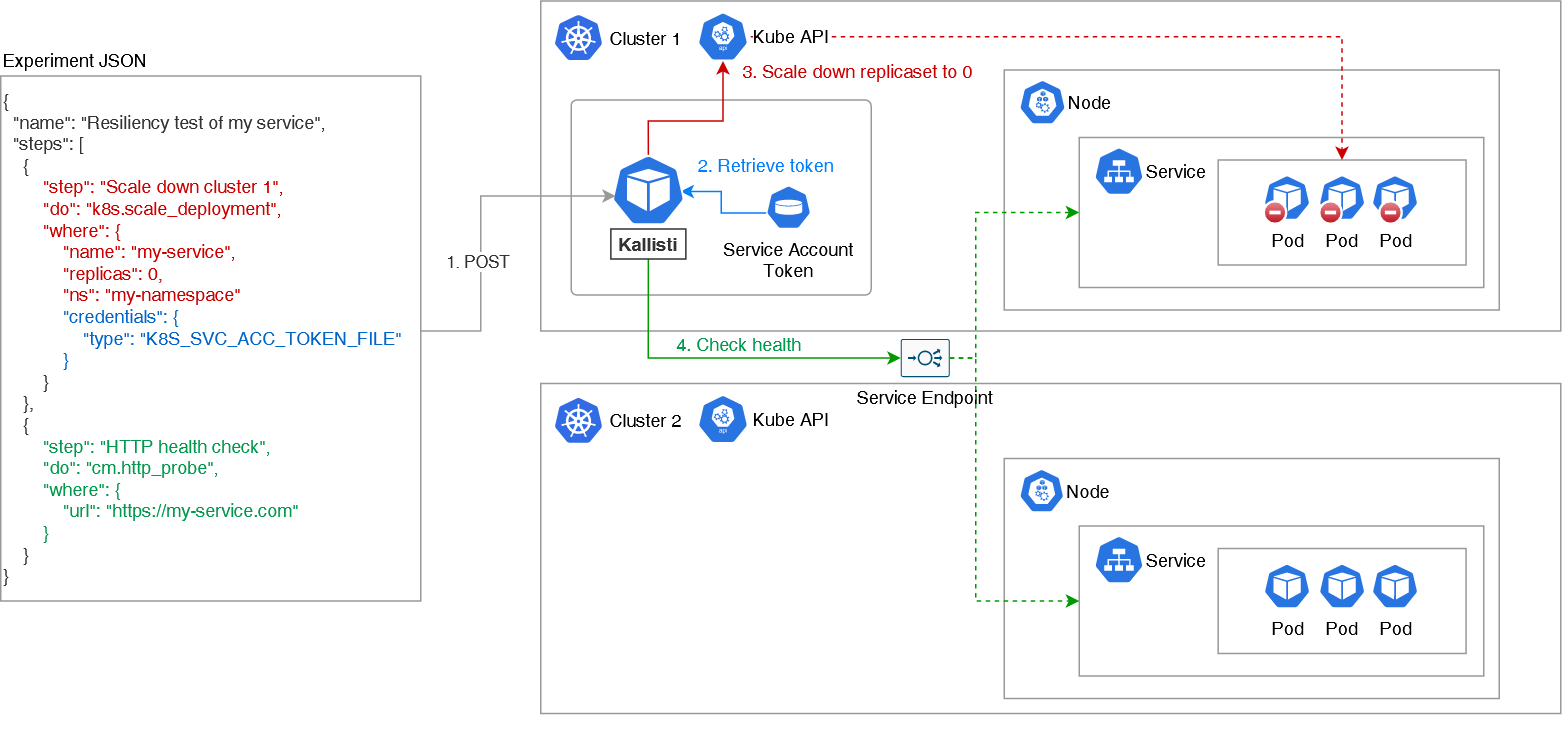 Experiment JSON
{
"name": "Resiliency test of my service",
"steps": [
{
"step": "Scale down cluster 1",
"do": "k8s.scale_deployment",
"where": {
"name": "my-service",
"replicas": 0,
"ns": "my-namespace"
"credentials": {
"type": "K8S_SVC_ACC_TOKEN_FILE"
}
}
},
{
"step": "HTTP health check",
"do": "cm.http_probe",
"where": {
"url": "https://my-service.com"
}
}
}
1. POST
Cluster 1
Kube API
api
3. Scale down replicaset to 0
2. Retrieve token
Kallisti
Service Account
Token
Node
Service
Pod
Pod
Pod
4. Check health
Service Endpoint
Cluster 2
Kube API
api
Node
Service
Pod
Pod
Pod